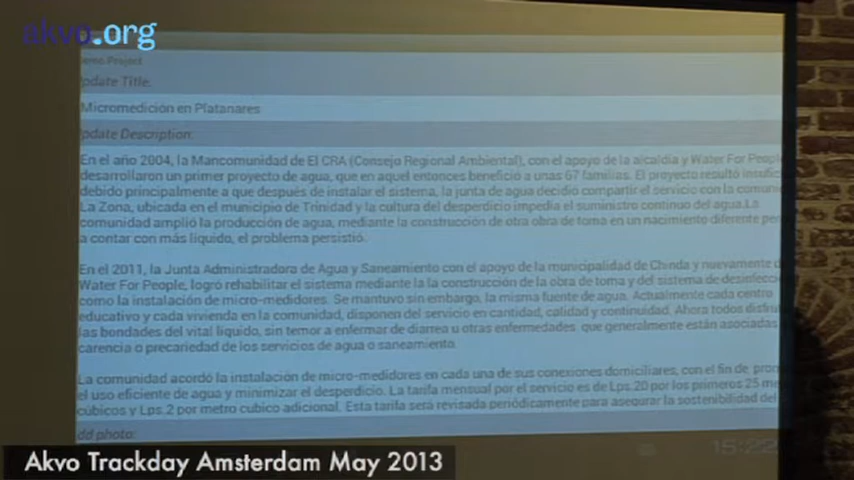 akvo.org
emo Project
pdate Title:
Micromedición en Platanares
pdate Description:
En el año 2004, la Mancomunidad de El CRA (Consejo Regional Ambiental), con el apoyo de la alcaldía y Water For People
desarrollaron un primer proyecto de agua, que en aquel entonces benefició a unas 67 familias. El proyecto resultó
debido principalmente a que después de instalar el sistema, la junta de agua decidió compartir el servicio con la
La Zona, ubicada en el municipio de Trinidad y la cultura del desperdicio impedía el suministro continuo del agua.La
comunidad amplió la producción de agua, mediante la construcción de otra obra de toma en un nacimiento diferente
a contar con más líquido, el problema persistió.
En el 2011, la Junta Administradora de Agua y Saneamiento con el apoyo de la municipalidad de Chinda y nuevamente
Water For People, logró rehabilitar el sistema mediante la la construcción de la obra de toma y del sistema de
como la instalación de micro-medidores. Se mantuvo sin embargo, la misma fuente de agua. Actualmente cada centro
educativo y cada vivienda en la comunidad, disponen del servicio en cantidad, calidad y continuidad. Ahora todos
las bondades del vital líquido, sin temor a enfermar de diarrea u otras enfermedades que generalmente están asociadas
carencia o precariedad de los servicios de agua o saneamiento.
La comunidad acordó la instalación de micro-medidores en cada una de sus conexiones domiciliares, con el fin de
el uso eficiente de agua y minimizar el desperdicio. La tarifa mensual por el servicio es de Lps.20 por los primeros 25
cúbicos y Lps.2 por metro cubico adicional. Esta tarifa será revisada periódicamente para asegurar la sostenibilidad del
dd photo:
15:22
Akvo Trackday Amsterdam May 2013